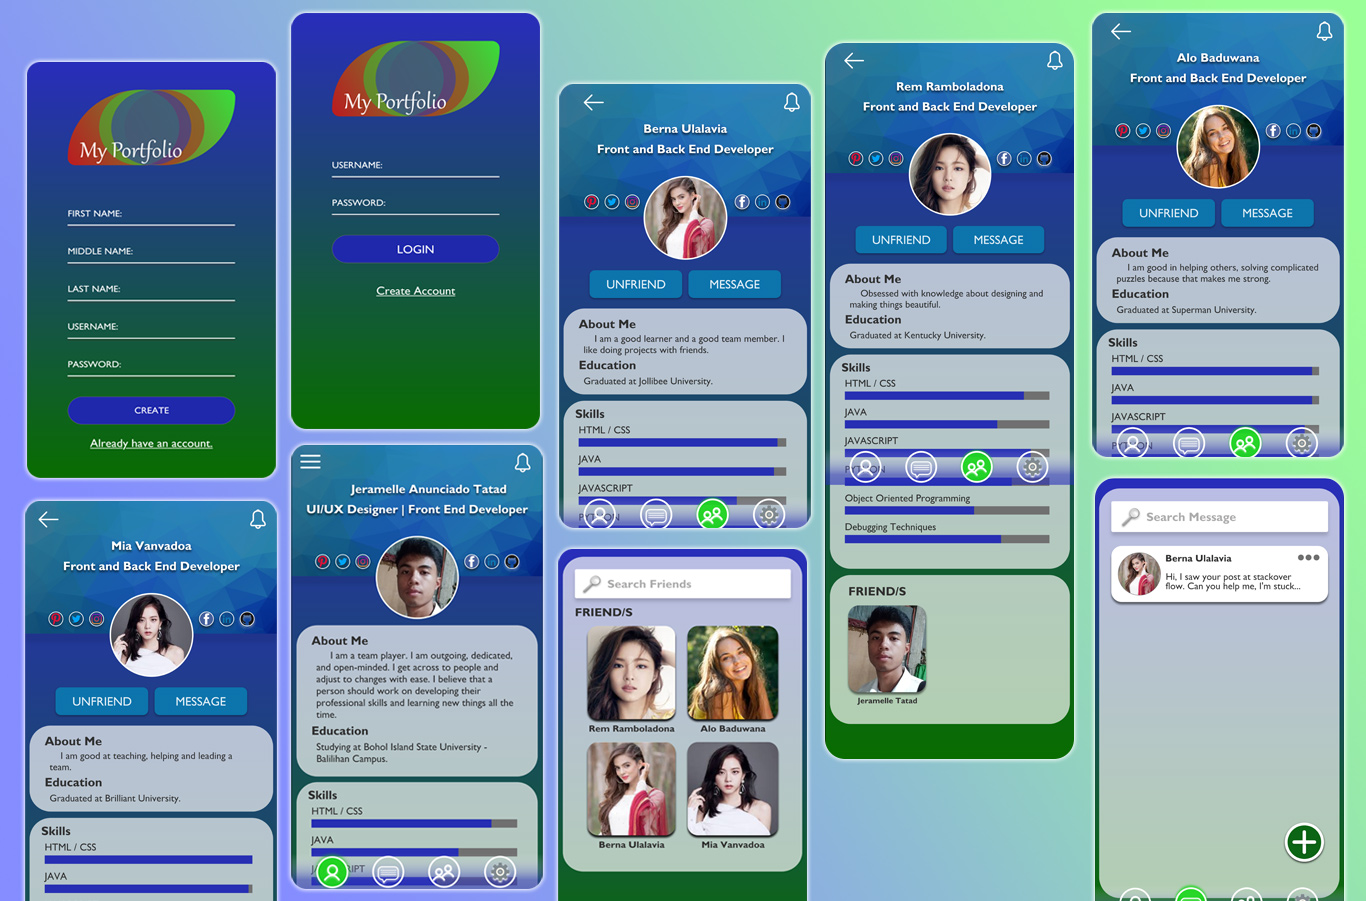 My Portfolio
FIRST NAME:
MIDDLE NAME:
LAST NAME:
USERNAME:
PASSWORD:
CREATE
Already have an account.
Mia Vanvadoa
Front and Back End Developer
UNFRIEND
MESSAGE
About Me
I am good at teaching, helping and leading a
team.
Education
Graduated at Brilliant University.
Skills
HTML / CSS
JAVA
My Portfolio
USERNAME:
PASSWORD:
LOGIN
Create Account
Jeramelle Anunciado Tatad
UI/UX Designer | Front End Developer
About Me
I am a team player. I am outgoing, dedicated,
and open-minded. I get across to people and
adjust to changes with ease. I believe that a
person should work on developing their
professional skills and learning new things all the
time.
Education
Studying at Bohol Island State University -
Balilihan Campus.
Skills
HTML / CSS
JAVA
Berna Ulalavia
Front and Back End Developer
UNFRIEND
MESSAGE
About Me
I am a good learner and a good team member. I
like doing projects with friends.
Education
Graduated at Jollibee University.
Skills
HTML / CSS
JAVA
JAVASCRIPT
Search Friends
FRIEND/S
Rem Ramboladona
Alo Baduwana
Berna Ulalavia
Mia Vanvadoa
Rem Ramboladona
Front and Back End Developer
UNFRIEND
MESSAGE
About Me
Obsessed with knowledge about designing and
making things beautiful.
Education
Graduated at Kentucky University.
Skills
HTML / CSS
JAVA
JAVASCRIPT
Object Oriented Programming
Debugging Techniques
FRIEND/S
Jeramelle Tatad
Alo Baduwana
Front and Back End Developer
UNFRIEND
MESSAGE
About Me
I am good in helping others, solving complicated
puzzles because that makes me strong.
Education
Graduated at Superman University.
Skills
HTML / CSS
JAVA
JAVASCRIPT
Search Message
Berna Ulalavia
Hi, I saw your post at stackover
flow. Can you help me, I'm stuck...